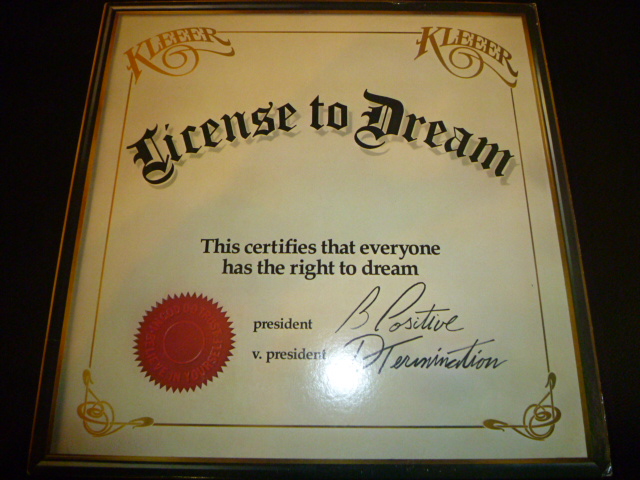 KLEEER KLEEER
License to Dream
This certifies that everyone
has the right to dream
president B Positive
v. president D Termination